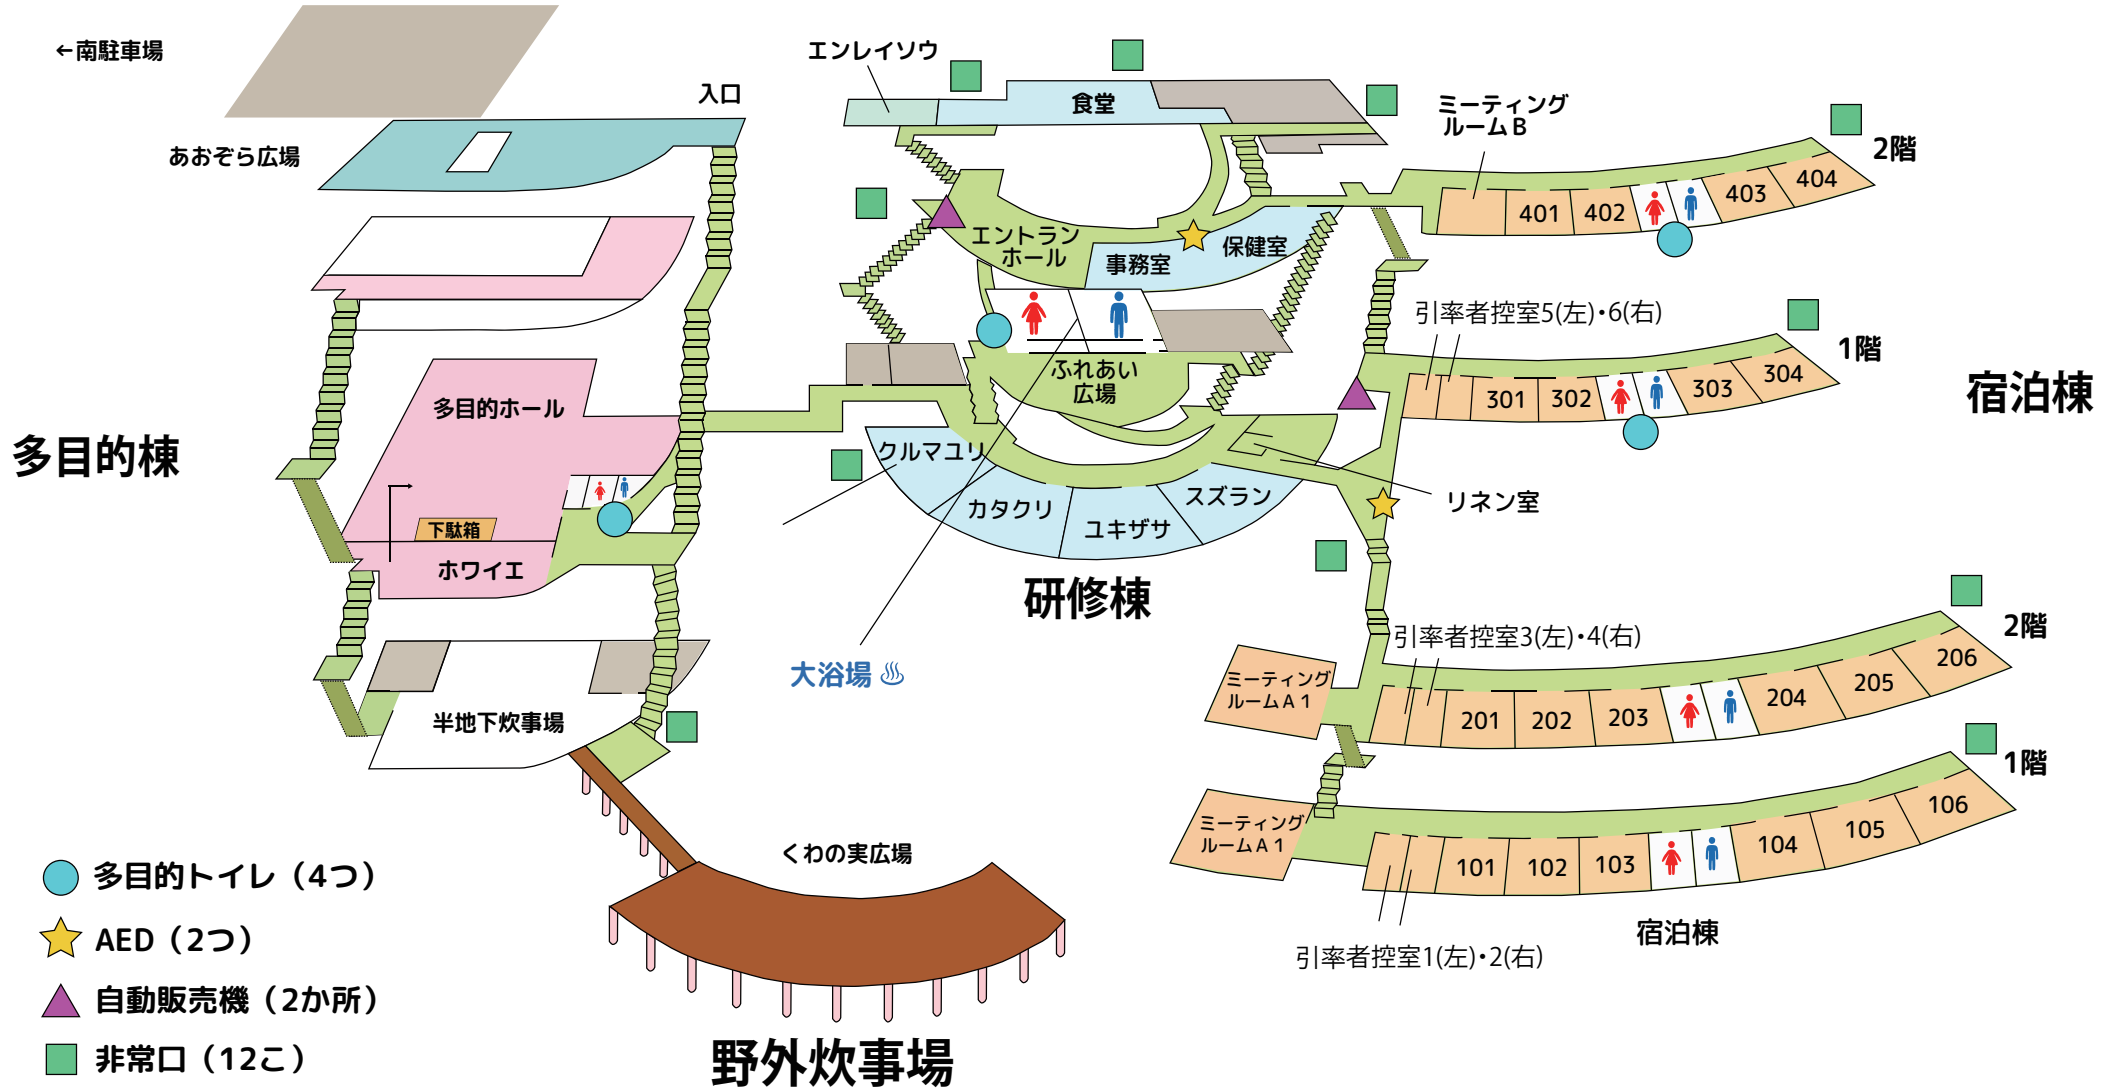 ←南駐車場
あおぞら広場
入口
エンレイソウ
食堂
ミーティング
ルームB
2階
401
402
403
404
エントラン
ホール
事務室
保健室
引率者控室5(左)・6(右)
1階
301
302
303
304
宿泊棟
ふれあい
広場
多目的ホール
多目的棟
下駄箱
ホワイエ
クルマユリ
カタクリ
ユキザサ
スズラン
リネン室
研修棟
大浴場♨
引率者控室3(左)・4(右)
2階
ミーティング
ルームA1
201
202
203
204
205
206
半地下炊事場
1階
ミーティング
ルームA1
101
102
103
104
105
106
宿泊棟
引率者控室1(左)・2(右)
くわの実広場
野外炊事場
多目的トイレ（4つ）
AED（2つ）
自動販売機（2か所）
非常口（12こ）